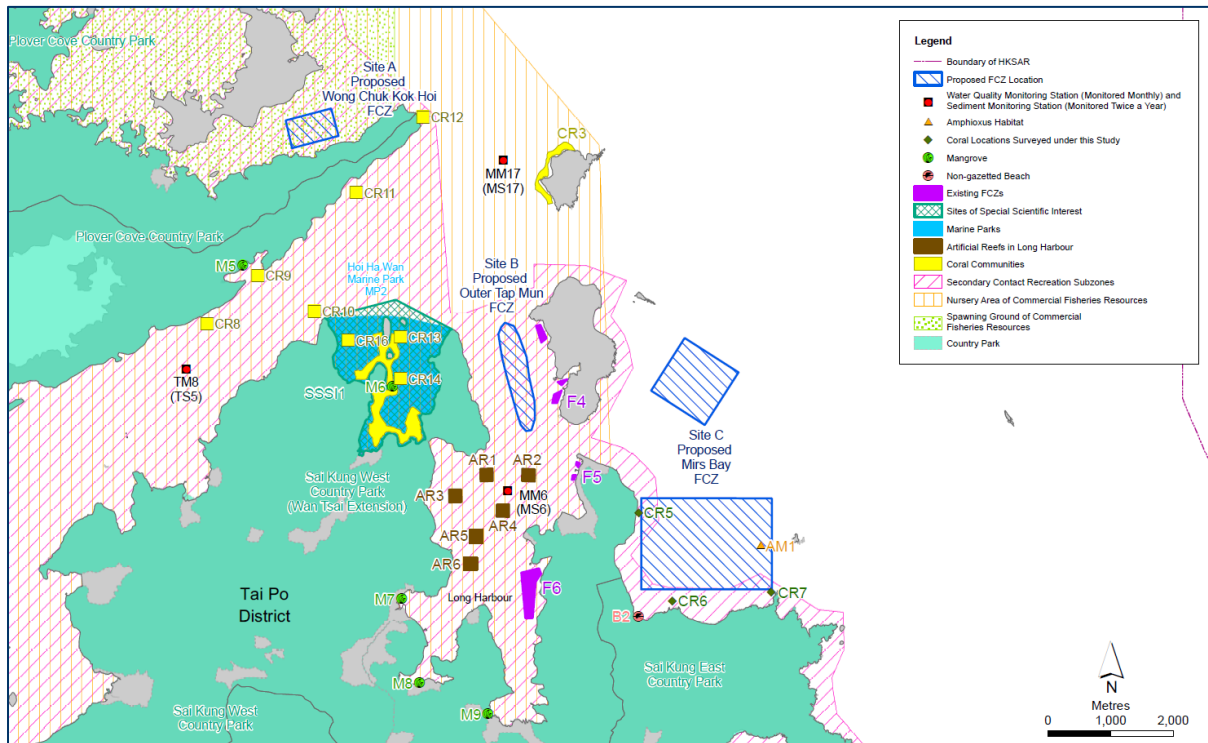 Plover Cove Country Park
Site A
Proposed
Wong Chuk Kok Hoi
FCZ
CR12
CR3
MM17
(MS17)
CR11
Plover Cove Country Park
M5
CR9
Hoi Ha Wan
Marine Park
MP2
Site B
Proposed
Outer Tap Mun
FCZ
CR10
CR8
CR16
CR13
TM8
(TS5)
M6
CR14
SSSI1
F4
Site C
Proposed
Mirs Bay
FCZ
Sai Kung West
Country Park
(Wan Tsai Extension)
AR1
AR2
F5
AR3
MM6
(MS6)
AR4
CR5
AR5
AM1
AR6
F6
Tai Po
District
M7
Long Harbour
CR6
CR7
B2
M8
Sai Kung East
Country Park
M9
Sai Kung West
Country Park
Legend
Boundary of HKSAR
Proposed FCZ Location
Water Quality Monitoring Station (Monitored Monthly) and
Sediment Monitoring Station (Monitored Twice a Year)
Amphioxus Habitat
Coral Locations Surveyed under this Study
Mangrove
Non-gazetted Beach
Existing FCZs
Sites of Special Scientific Interest
Marine Parks
Artificial Reefs in Long Harbour
Coral Communities
Secondary Contact Recreation Subzones
Nursery Area of Commercial Fisheries Resources
Spawning Ground of Commercial
Fisheries Resources
Country Park
N
Metres
0 1,000 2,000